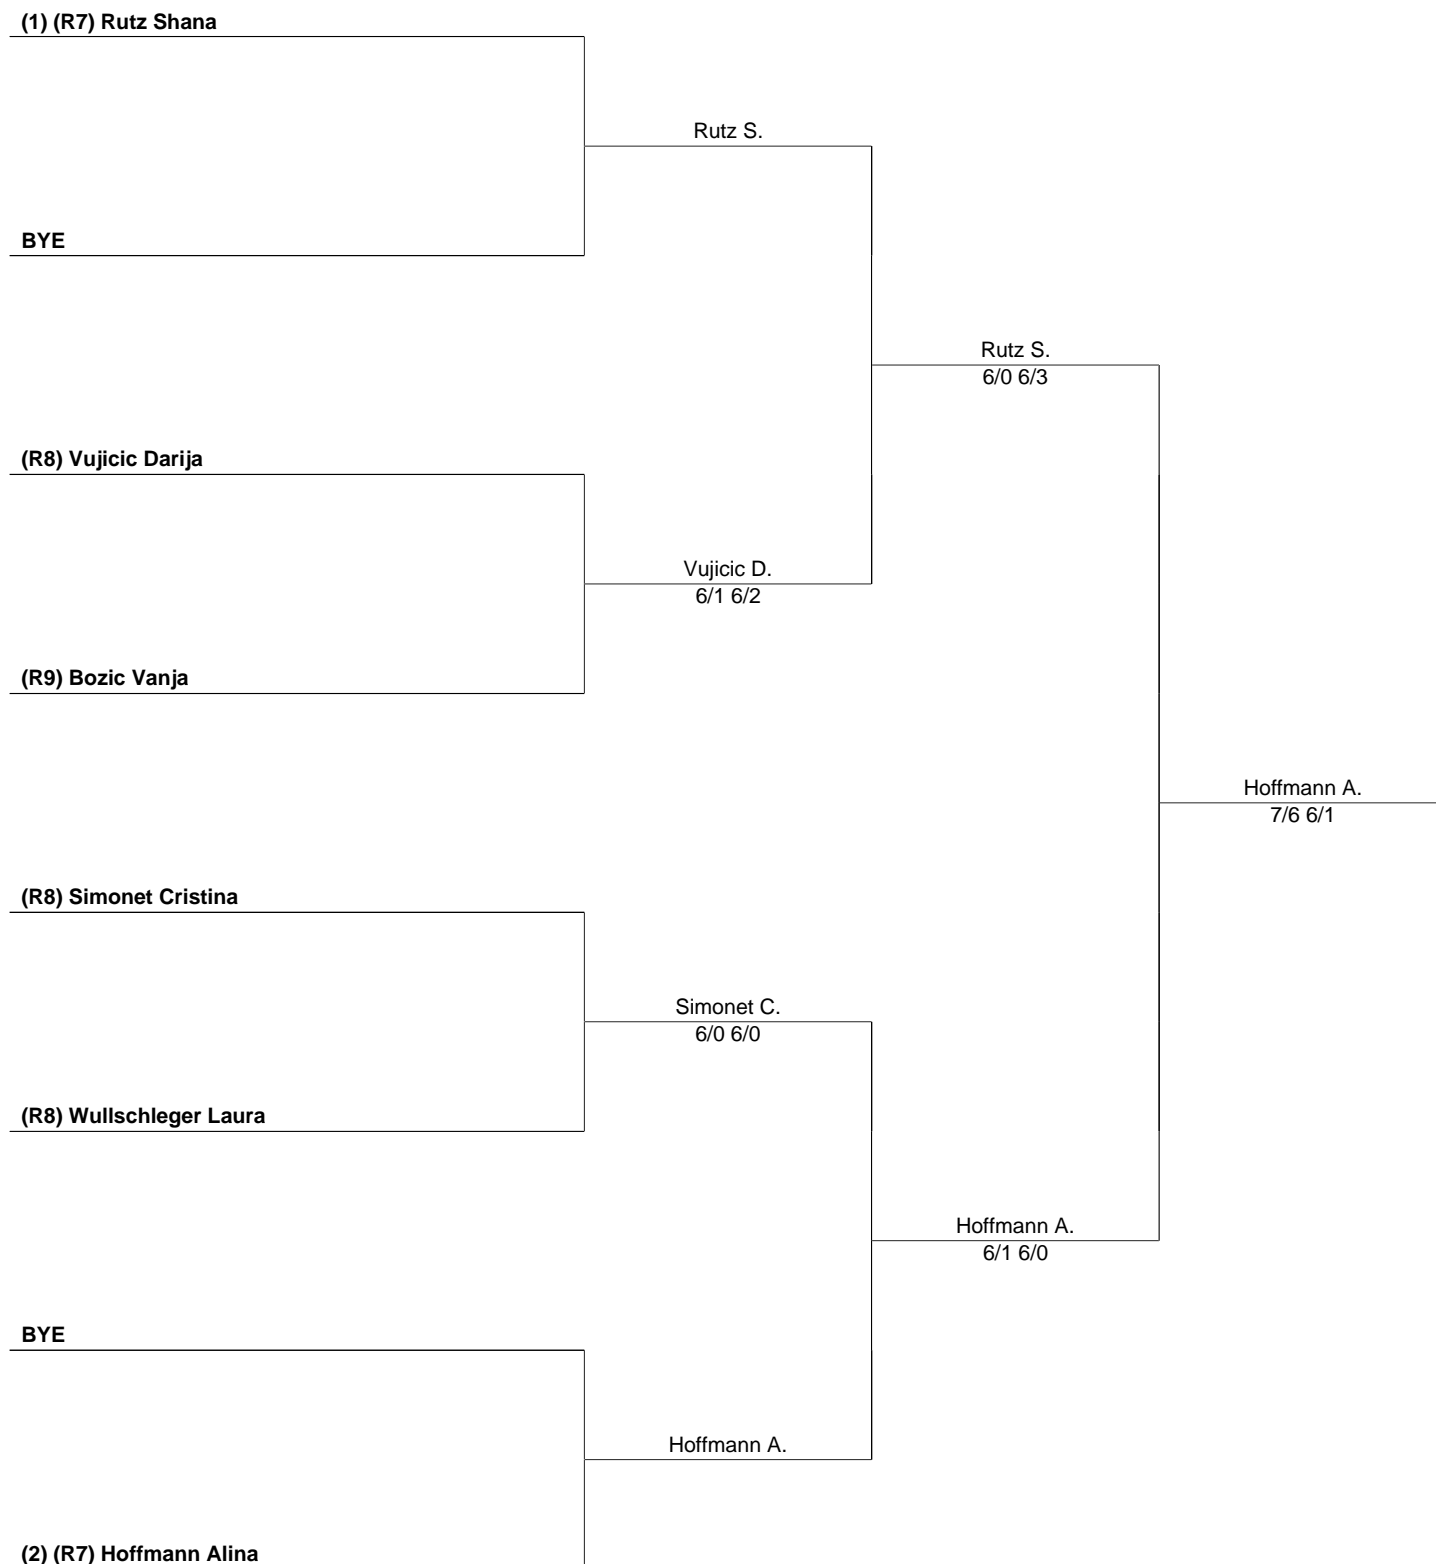 (1) (R7) Rutz Shana
Rutz S.
BYE
Rutz S.
6/0 6/3
(R8) Vujicic Darija
Vujicic D.
6/1 6/2
(R9) Bozic Vanja
Hoffmann A.
7/6 6/1
(R8) Simonet Cristina
Simonet C.
6/0 6/0
(R8) Wullschleger Laura
Hoffmann A.
6/1 6/0
BYE
Hoffmann A.
(2) (R7) Hoffmann Alina